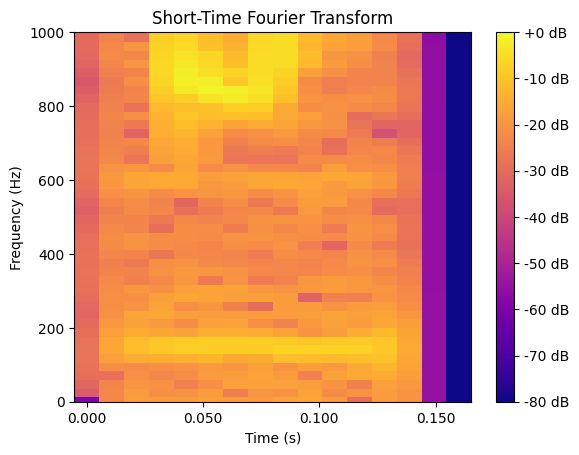 Short-Time Fourier Transform
1000
800
600
400
200
0
Frequency (Hz)
0.000
0.050
0.100
0.150
Time (s)
+0 dB
-10 dB
-20 dB
-30 dB
-40 dB
-50 dB
-60 dB
-70 dB
-80 dB